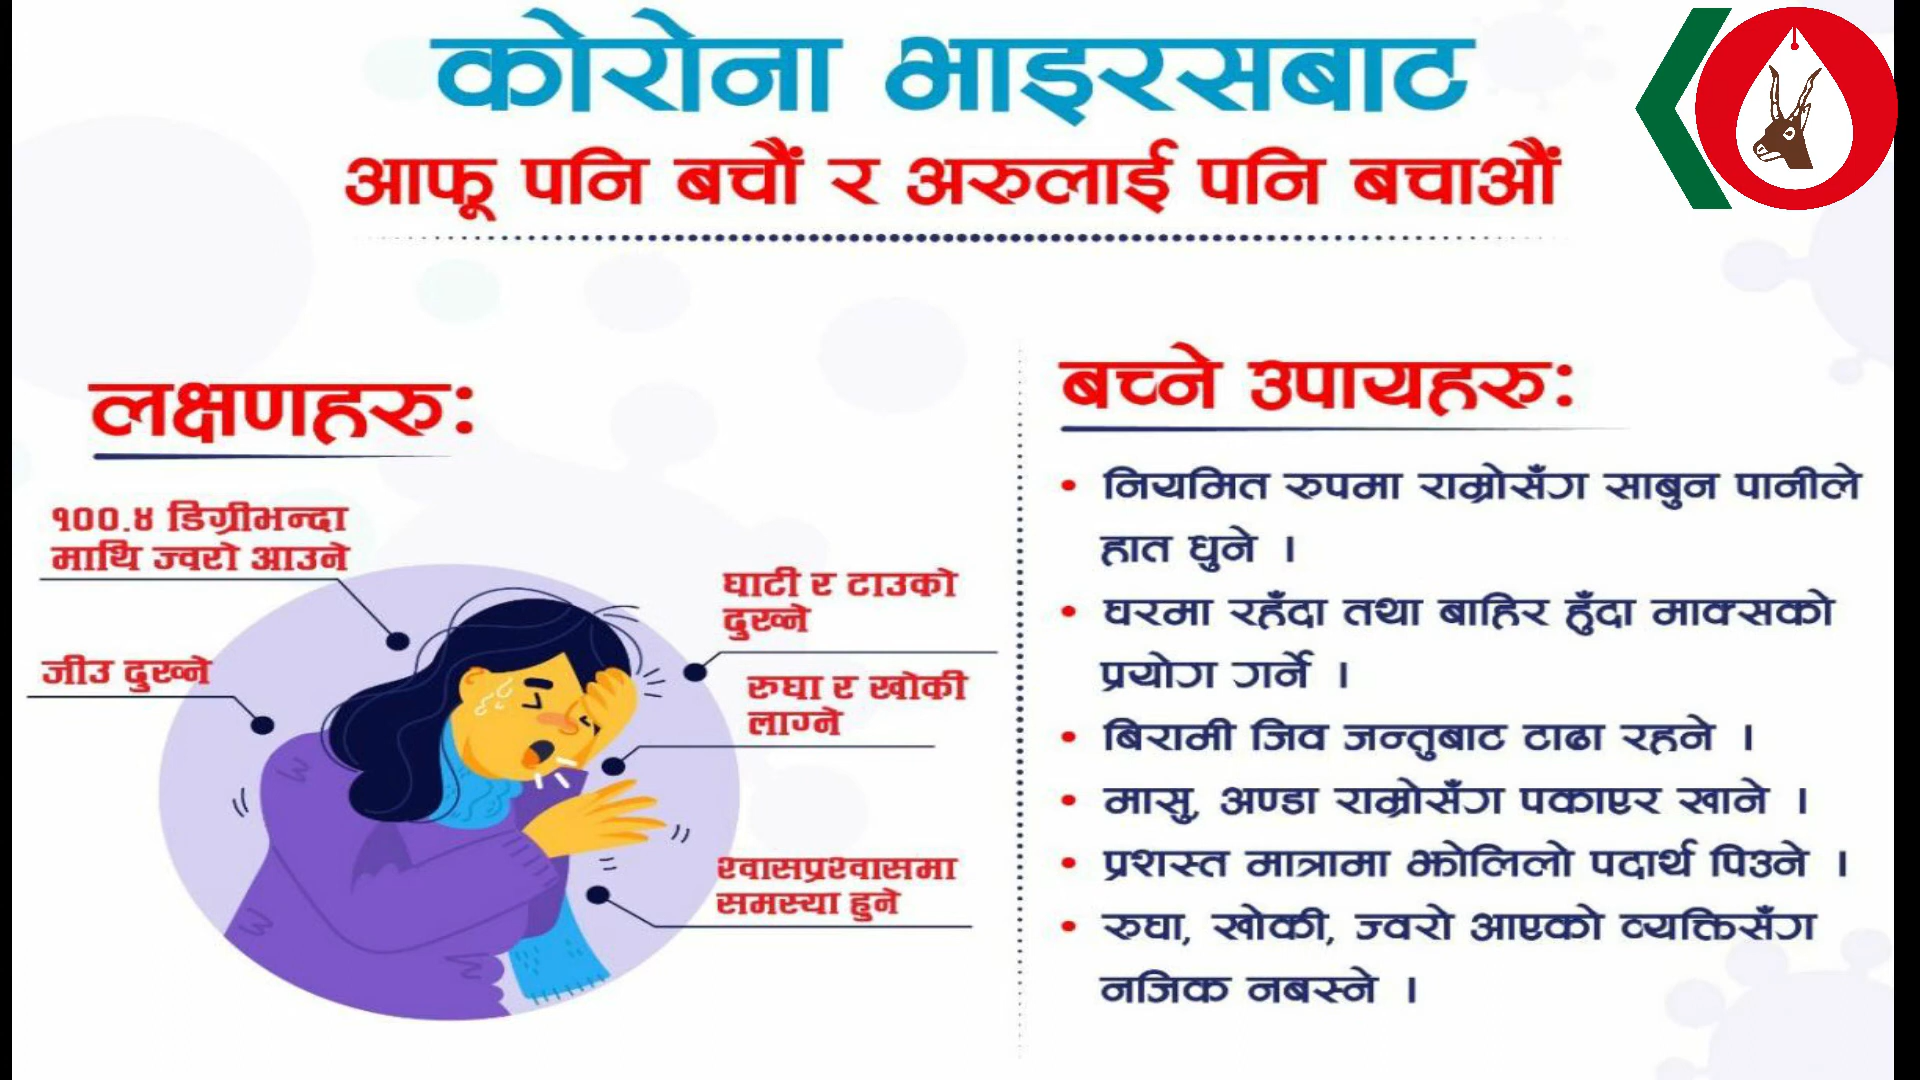 कोरोना भाइरसबाट
आफू पनि बचौं र अरुलाई पनि बचाऔं
लक्षणहरु:
१००.४ डिग्रीभन्दा
माथि ज्वरो आउने
जीउ दुख्ने
घाटी र टाउको
दुख्ने
रुघा र खोकी
लाग्ने
श्वासप्रश्वासमा
समस्या हुने
बच्ने उपायहरु:
• नियमित रुपमा राम्रोसँग साबुन पानीले
हात धुने ।
• घरमा रहँदा तथा बाहिर हुँदा माक्सको
प्रयोग गर्ने ।
• बिरामी जिव जन्तुबाट टाढा रहने ।
• मासु, अण्डा राम्रोसँग पकाएर खाने ।
• प्रशस्त मात्रामा झोलिलो पदार्थ पिउने ।
• रुघा, खोकी, ज्वरो आएको व्यक्तिसँग
नजिक नबस्ने ।